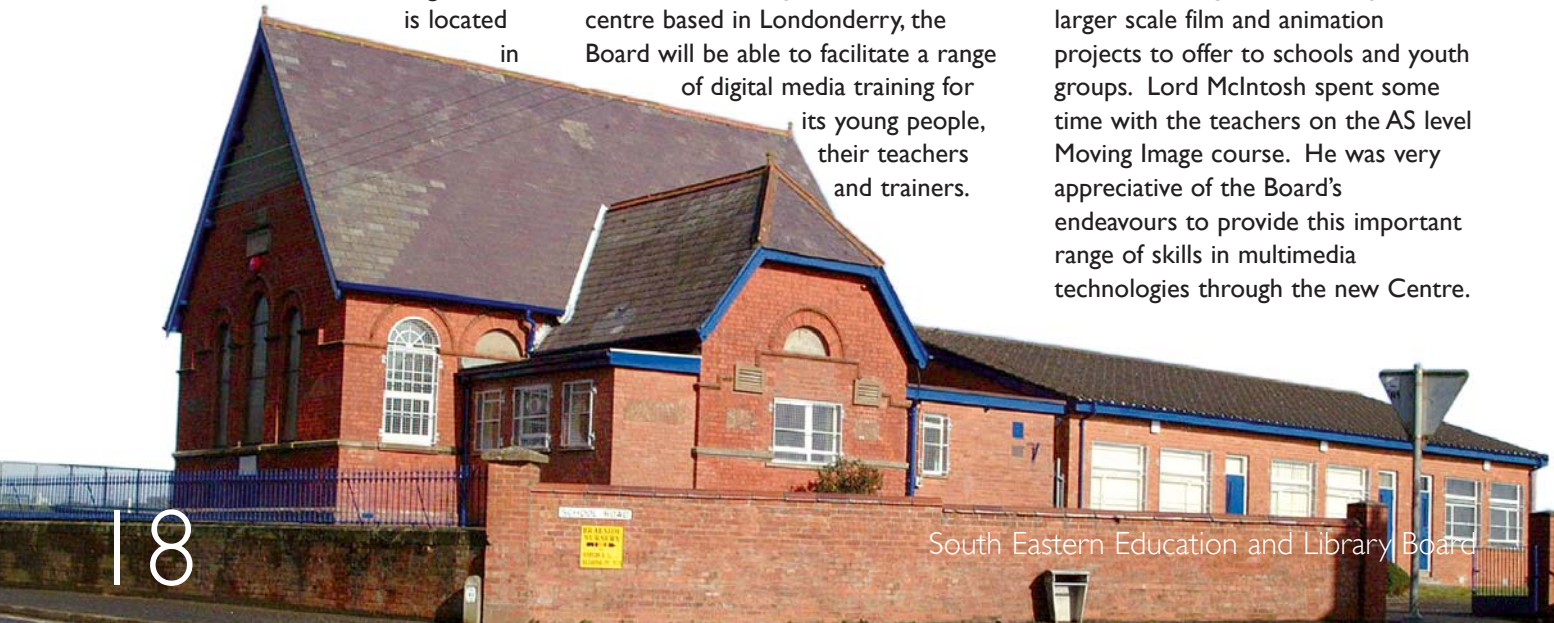 is located
in
centre based in Londonderry, the
Board will be able to facilitate a range
of digital media training for
its young people,
their teachers
and trainers.
larger scale film and animation
projects to offer to schools and youth
groups. Lord McIntosh spent some
time with the teachers on the AS level
Moving Image course. He was very
appreciative of the Board's
endeavours to provide this important
range of skills in multimedia
technologies through the new Centre.
SCHOOL ROAD
NURSERY
18
South Eastern Education and Library Board